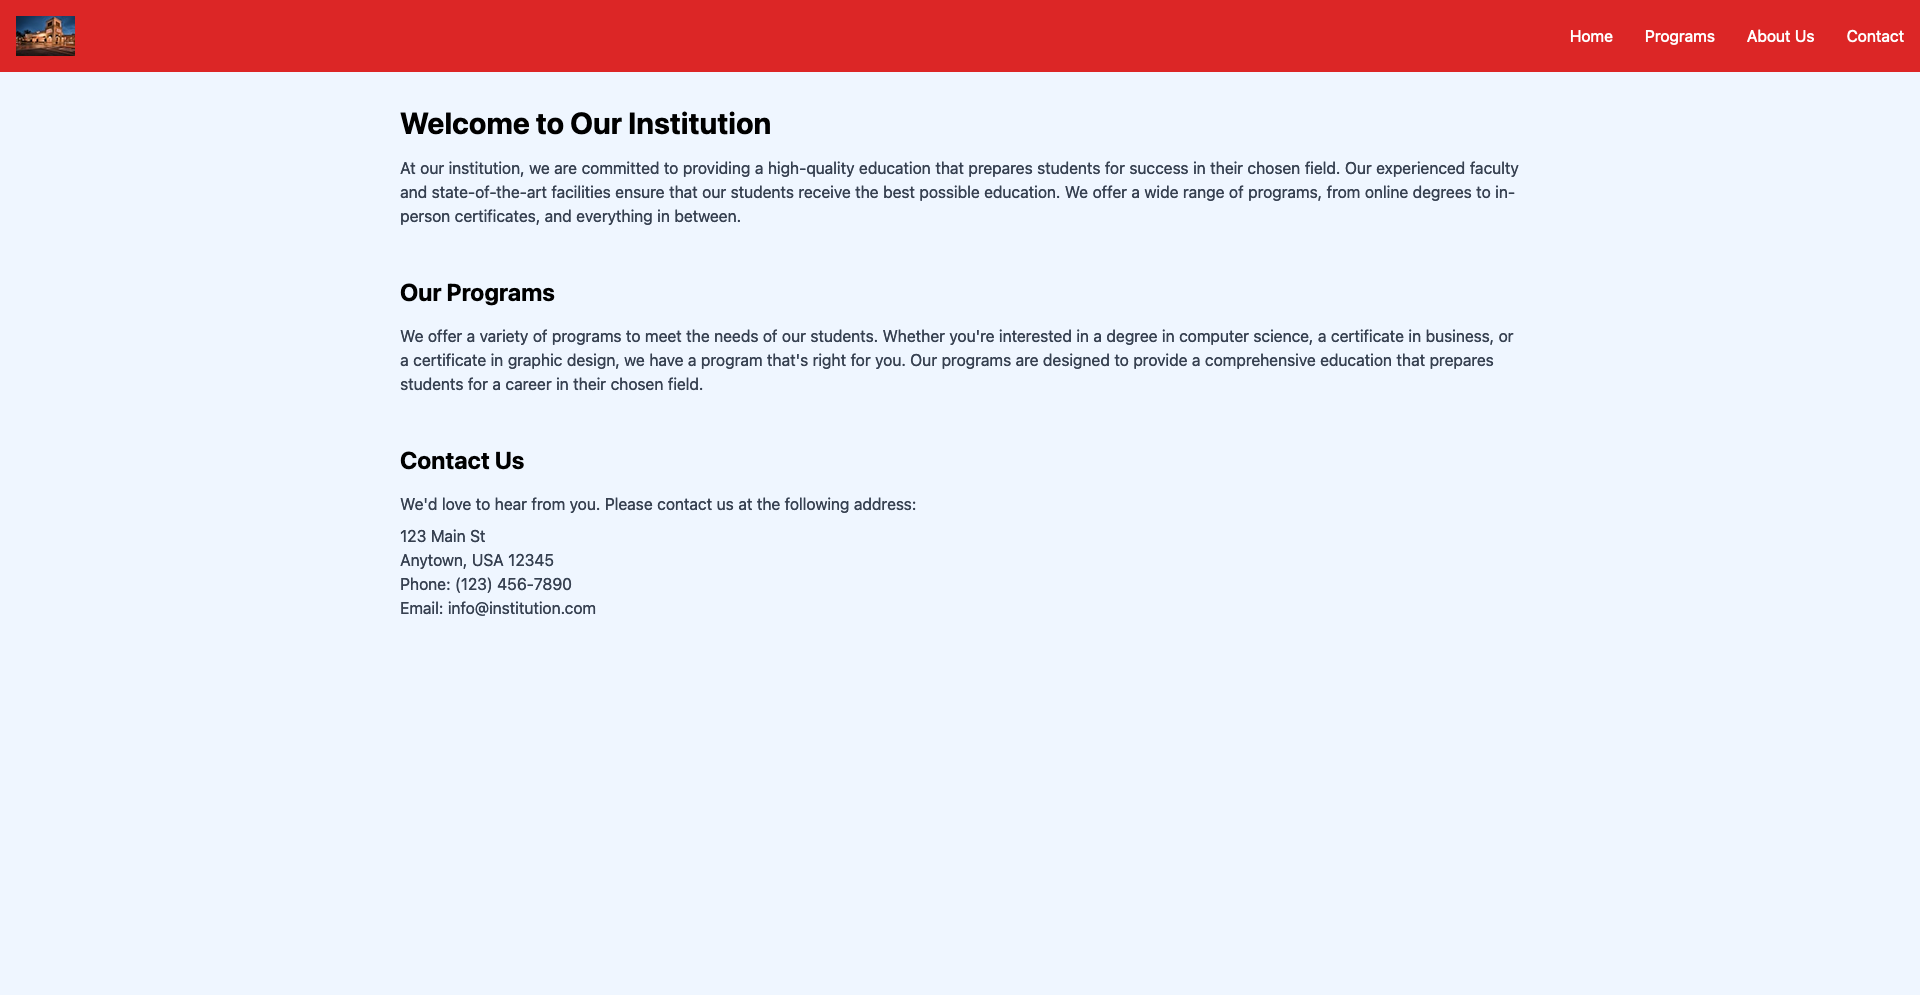 Home Programs About Us Contact
Welcome to Our Institution
At our institution, we are committed to providing a high-quality education that prepares students for success in their chosen field. Our experienced faculty
and state-of-the-art facilities ensure that our students receive the best possible education. We offer a wide range of programs, from online degrees to in-
person certificates, and everything in between.
Our Programs
We offer a variety of programs to meet the needs of our students. Whether you're interested in a degree in computer science, a certificate in business, or
a certificate in graphic design, we have a program that's right for you. Our programs are designed to provide a comprehensive education that prepares
students for a career in their chosen field.
Contact Us
We'd love to hear from you. Please contact us at the following address:
123 Main St
Anytown, USA 12345
Phone: (123) 456-7890
Email: info@institution.com